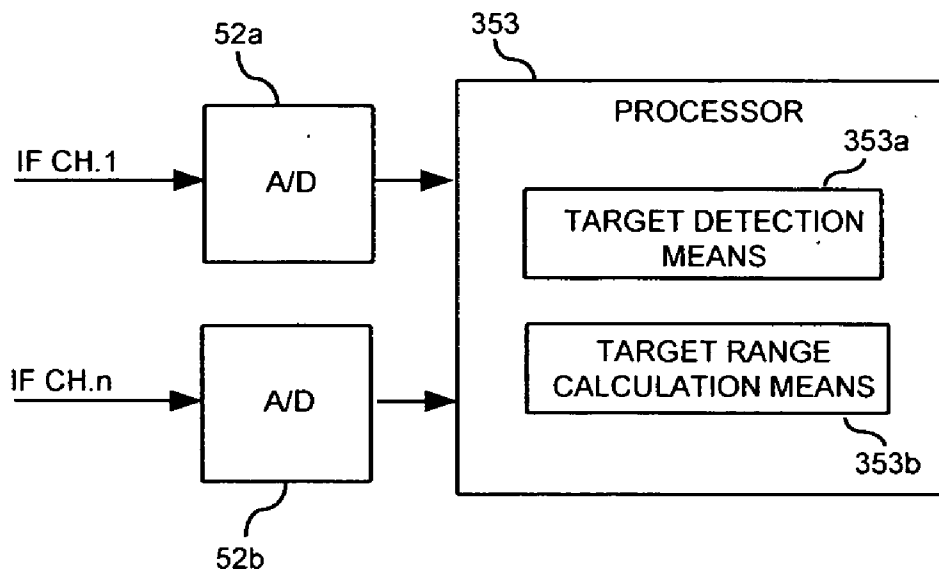 52a
353
PROCESSOR
353a
IF CH.1
A/D
TARGET DETECTION
MEANS
TARGET RANGE
CALCULATION MEANS
IF CH.n
A/D
353b
52b